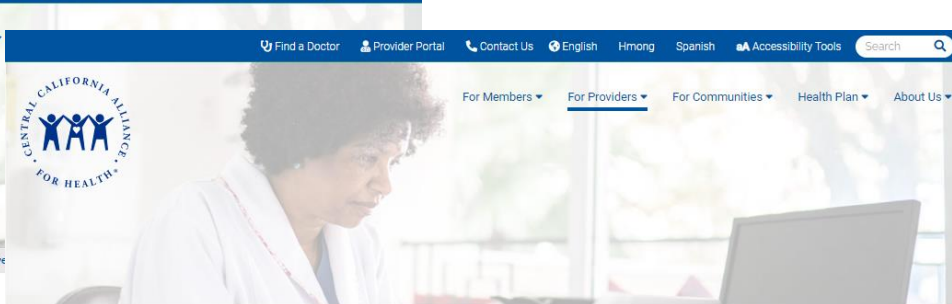 Find a Doctor Provider Portal Contact Us English Hmong Spanish aA Accessibility Tools Search
CENTRAL CALIFORNIA ALLIANCE
FOR HEALTH
For Members For Providers For Communities Health Plan About Us